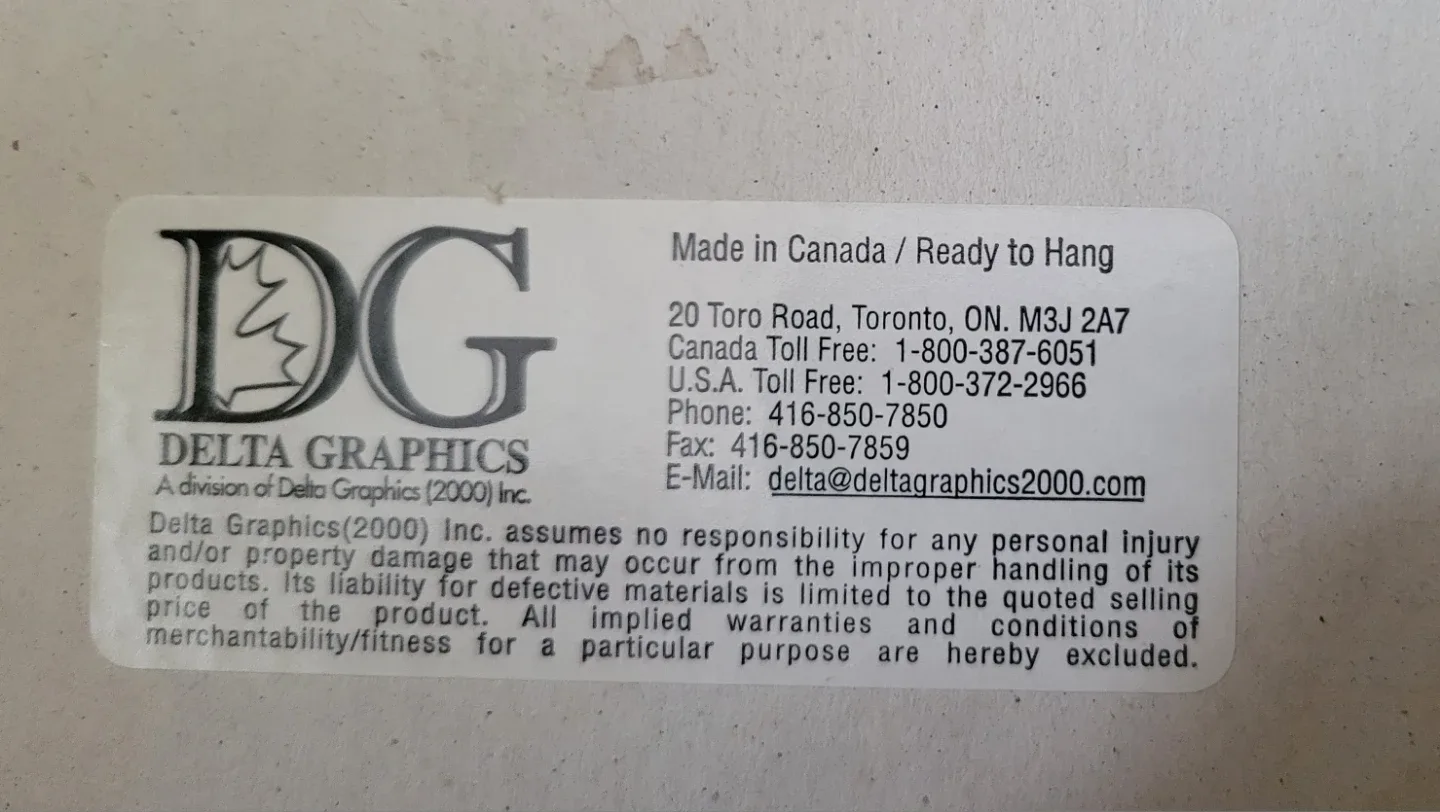 DG
DELTA GRAPHICS
A division of Delta Graphics (2000) Inc.
Made in Canada / Ready to Hang
20 Toro Road, Toronto, ON. M3J 2A7
Canada Toll Free: 1-800-387-6051
U.S.A. Toll Free: 1-800-372-2966
Phone: 416-850-7850
Fax: 416-850-7859
E-Mail: delta@deltagraphics2000.com
Delta Graphics(2000) Inc. assumes no responsibility for any personal injury
and/or property damage that may occur from the improper handling of its
products. Its liability for defective materials is limited to the quoted selling
price of the product. All implied warranties and conditions of
merchantability/fitness for a particular purpose are hereby excluded.